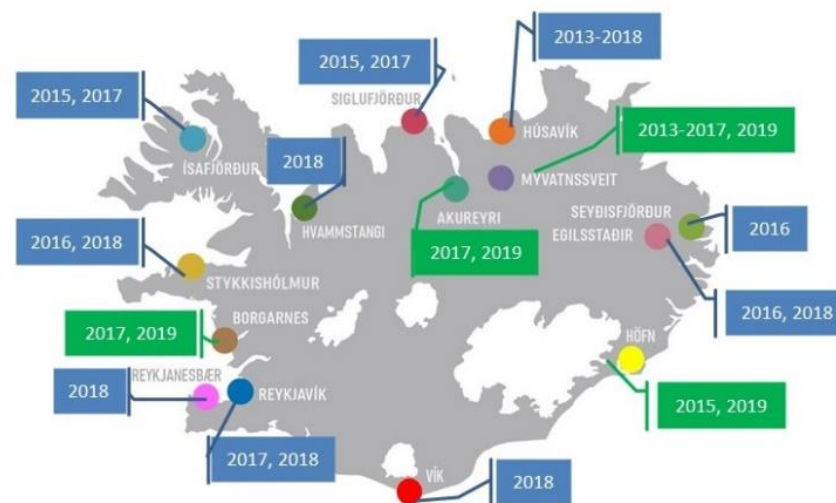 2013-2018
2015, 2017
SIGLUFJÖRÐUR
2015, 2017
HÚSAVÍK
2013-2017, 2019
ÍSAFJÖRÐUR
2018
MYVATNSSVEIT
HVAMMSTANGI
AKUREYRI
SEYÐISFJÖRÐUR
2016
EGILSSTAÐIR
2016, 2018
2017, 2019
STYKKISHÓLMUR
BORGARNES
2016, 2018
2017, 2019
HÖFN
REYKJANESBÆR
2018
REYKJAVÍK
2015, 2019
2017, 2018
VÍK
2018